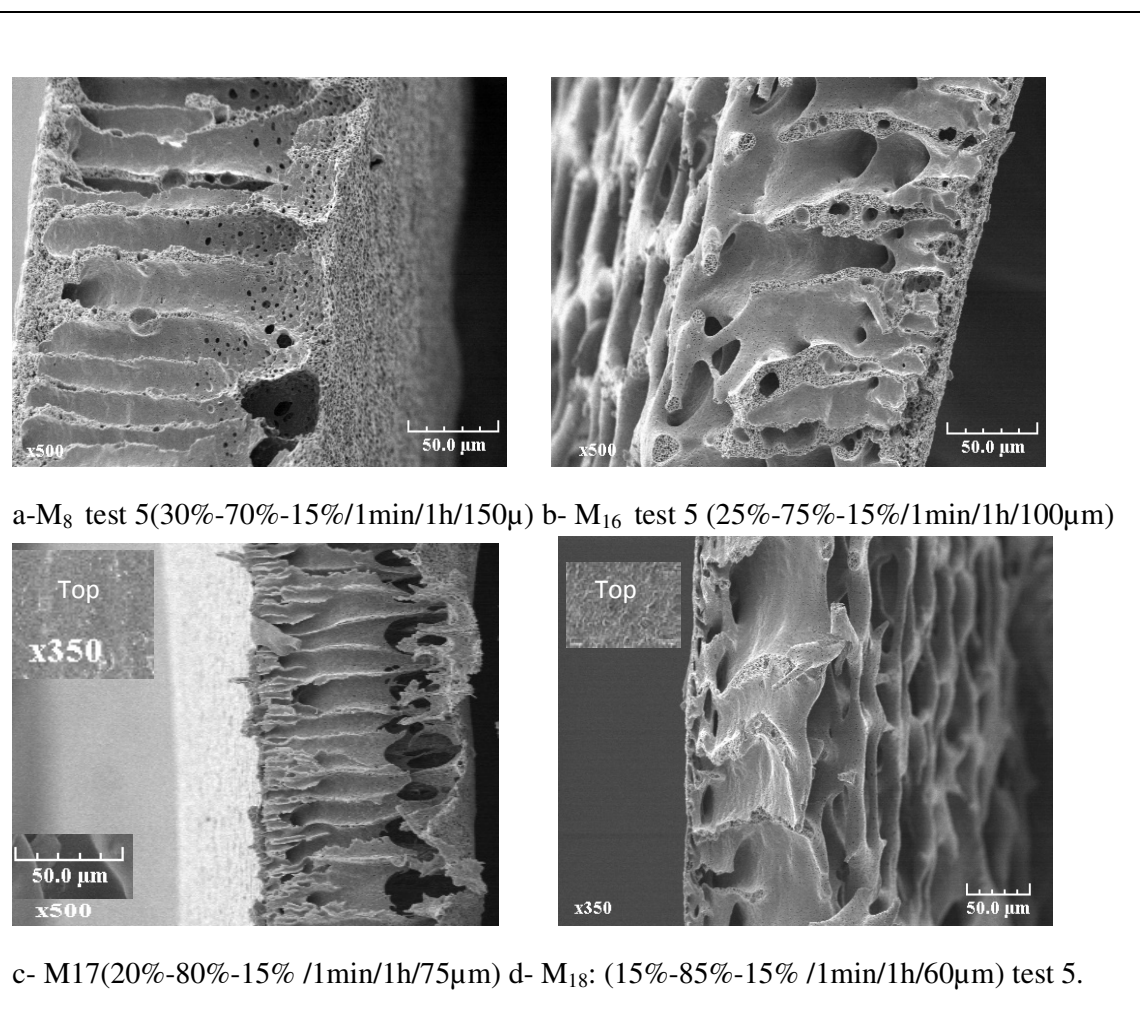 x500
50.0 µm
x500
50.0 µm
a-M₈ test 5(30%-70%-15%/1min/1h/150µ) b- M₁₆ test 5 (25%-75%-15%/1min/1h/100µm)
Top
x350
50.0 µm
x500
Top
x350
50.0 µm
c- M17(20%-80%-15% /1min/1h/75µm) d- M₁₈: (15%-85%-15% /1min/1h/60µm) test 5.